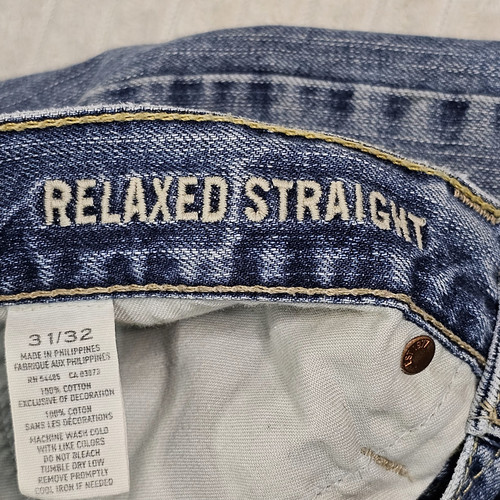 RELAXED STRAIGHT
31/32
MADE IN PHILIPPINES
FABRIQUE AUX PHILIPPINES
RN 54485 CA 03073
100% COTTON
EXCLUSIVE OF DECORATION
100% COTON
SANS LES DÉCORATIONS
MACHINE WASH COLD
WITH LIKE COLORS
DO NOT BLEACH
TUMBLE DRY LOW
REMOVE PROMPTLY
COOL IRON IF NEEDED